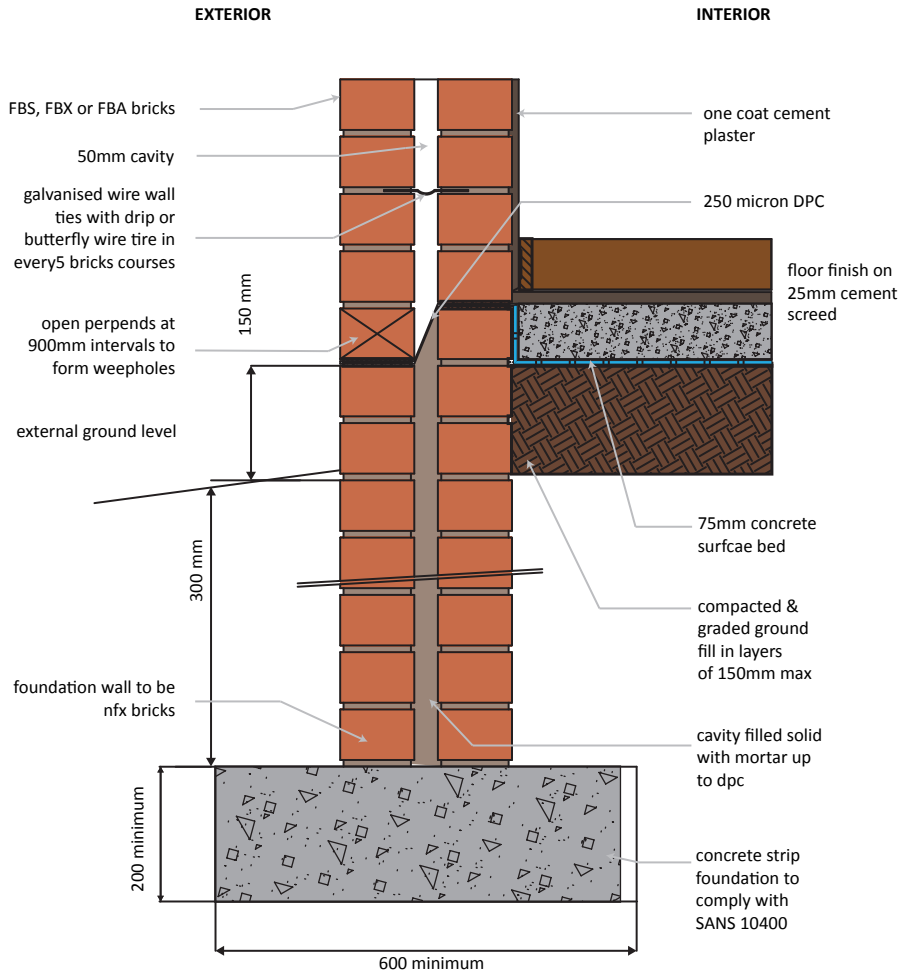 EXTERIOR
INTERIOR
FBS, FBX or FBA bricks
50mm cavity
galvanised wire wall
ties with drip or
butterfly wire tire in
every5 bricks courses
150 mm
open perpends at
900mm intervals to
form weepholes
external ground level
300 mm
foundation wall to be
nfx bricks
200 minimum
600 minimum
one coat cement
plaster
250 micron DPC
floor finish on
25mm cement
screed
75mm concrete
surfcae bed
compacted &
graded ground
fill in layers
of 150mm max
cavity filled solid
with mortar up
to dpc
concrete strip
foundation to
comply with
SANS 10400